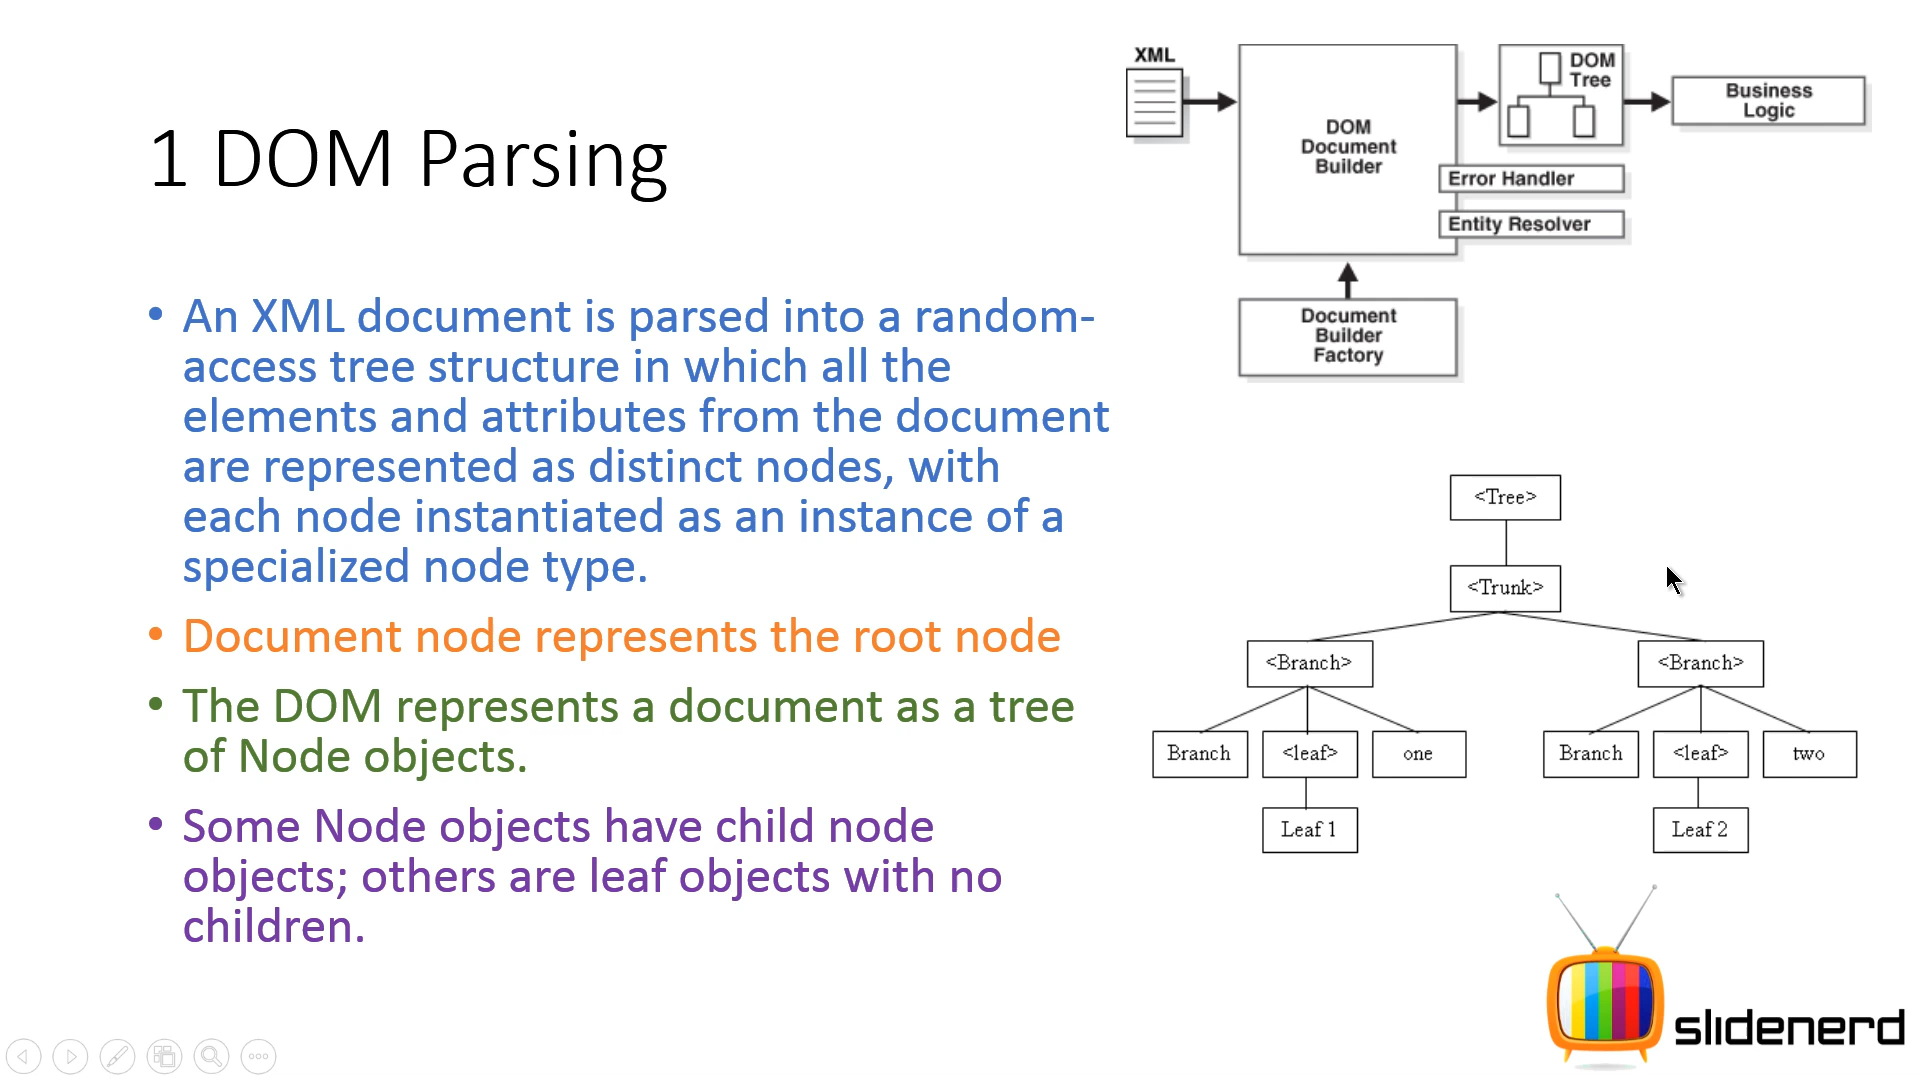 1 DOM Parsing
• An XML document is parsed into a random-
access tree structure in which all the
elements and attributes from the document
are represented as distinct nodes, with
each node instantiated as an instance of a
specialized node type.
• Document node represents the root node
• The DOM represents a document as a tree
of Node objects.
• Some Node objects have child node
objects; others are leaf objects with no
children.
XML
DOM
Document
Builder
DOM
Tree
Business
Logic
Error Handler
Entity Resolver
Document
Builder
Factory
<Tree>
<Trunk>
<Branch>
<Branch>
Branch
<leaf>
one
Branch
<leaf>
two
Leaf 1
Leaf 2
slidenerd